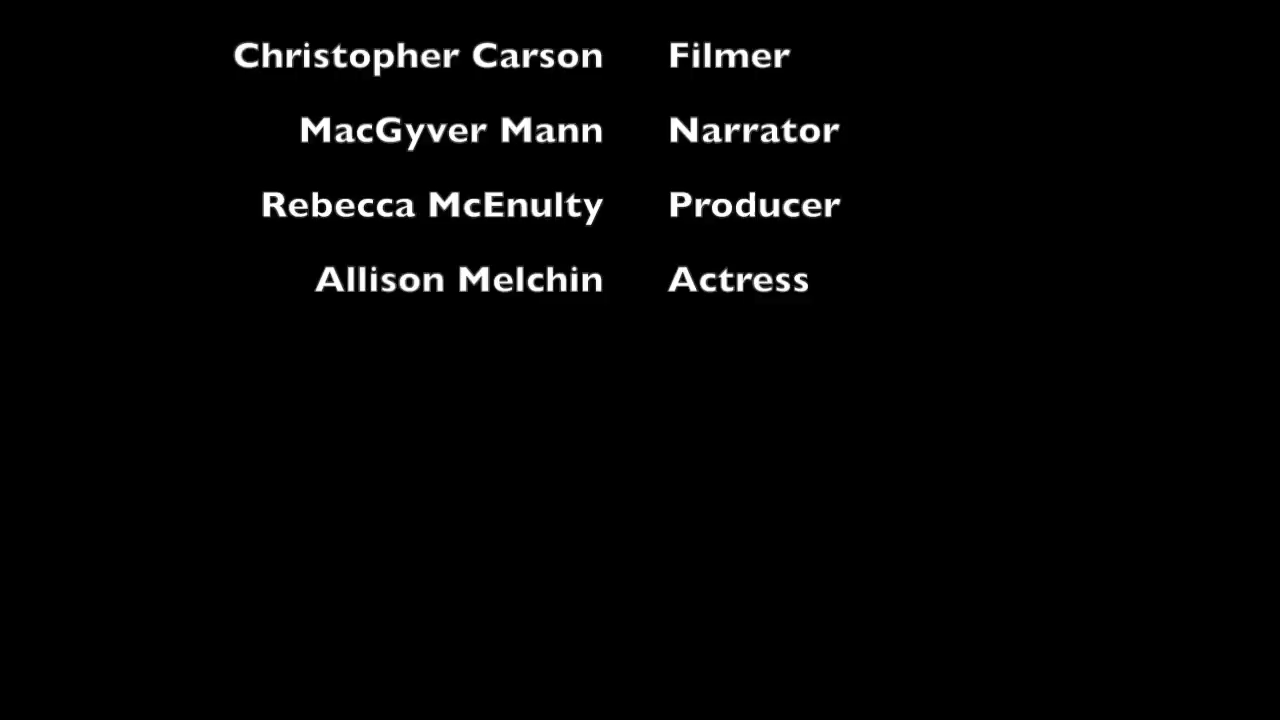 Christopher Carson Filmer
MacGyver Mann Narrator
Rebecca McEnulty Producer
Allison Melchin Actress